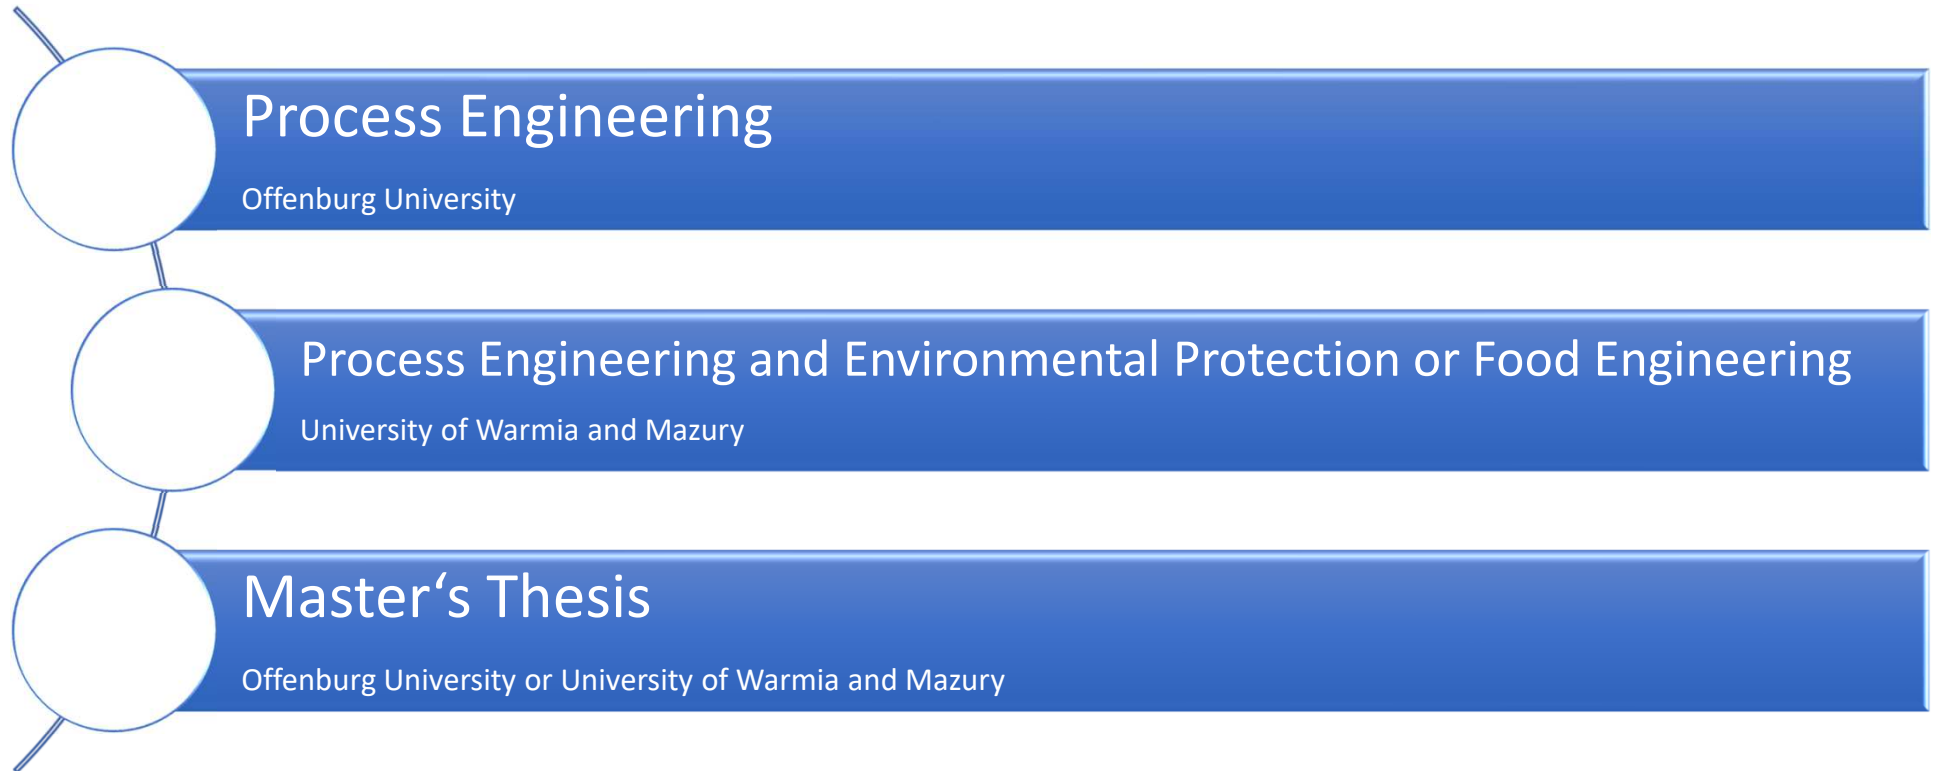 Process Engineering
Offenburg University
Process Engineering and Environmental Protection or Food Engineering
University of Warmia and Mazury
Master‘s Thesis
Offenburg University or University of Warmia and Mazury